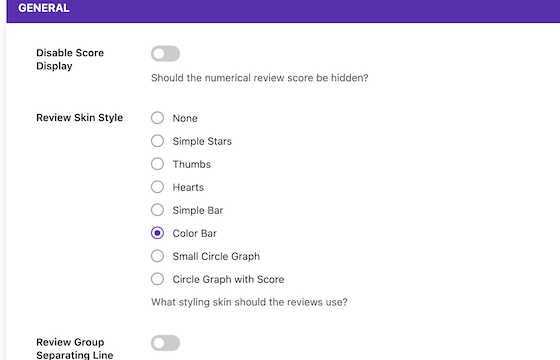 GENERAL
Disable Score
Display
Should the numerical review score be hidden?
Review Skin Style
None
Simple Stars
Thumbs
Hearts
Simple Bar
Color Bar
Small Circle Graph
Circle Graph with Score
What styling skin should the reviews use?
Review Group
Separating Line